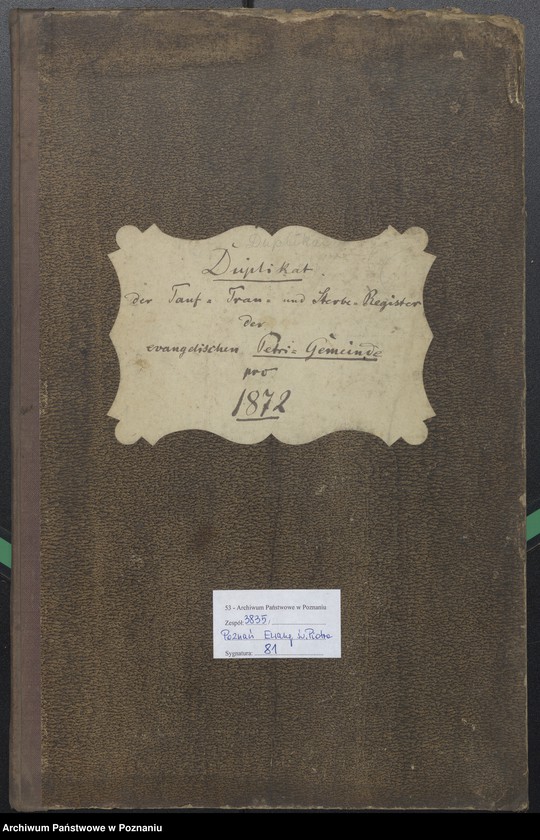 Duplikat.
der Tauf= Trau= und Sterbe=Register
der
evangelischen Petri= Gemeinde
pro
1872
53 - Archiwum Państwowe w Poznaniu
Zespół: 3835,
Poznań Ewang św. Piotra
Sygnatura: 81
Archiwum Państwowe w Poznaniu